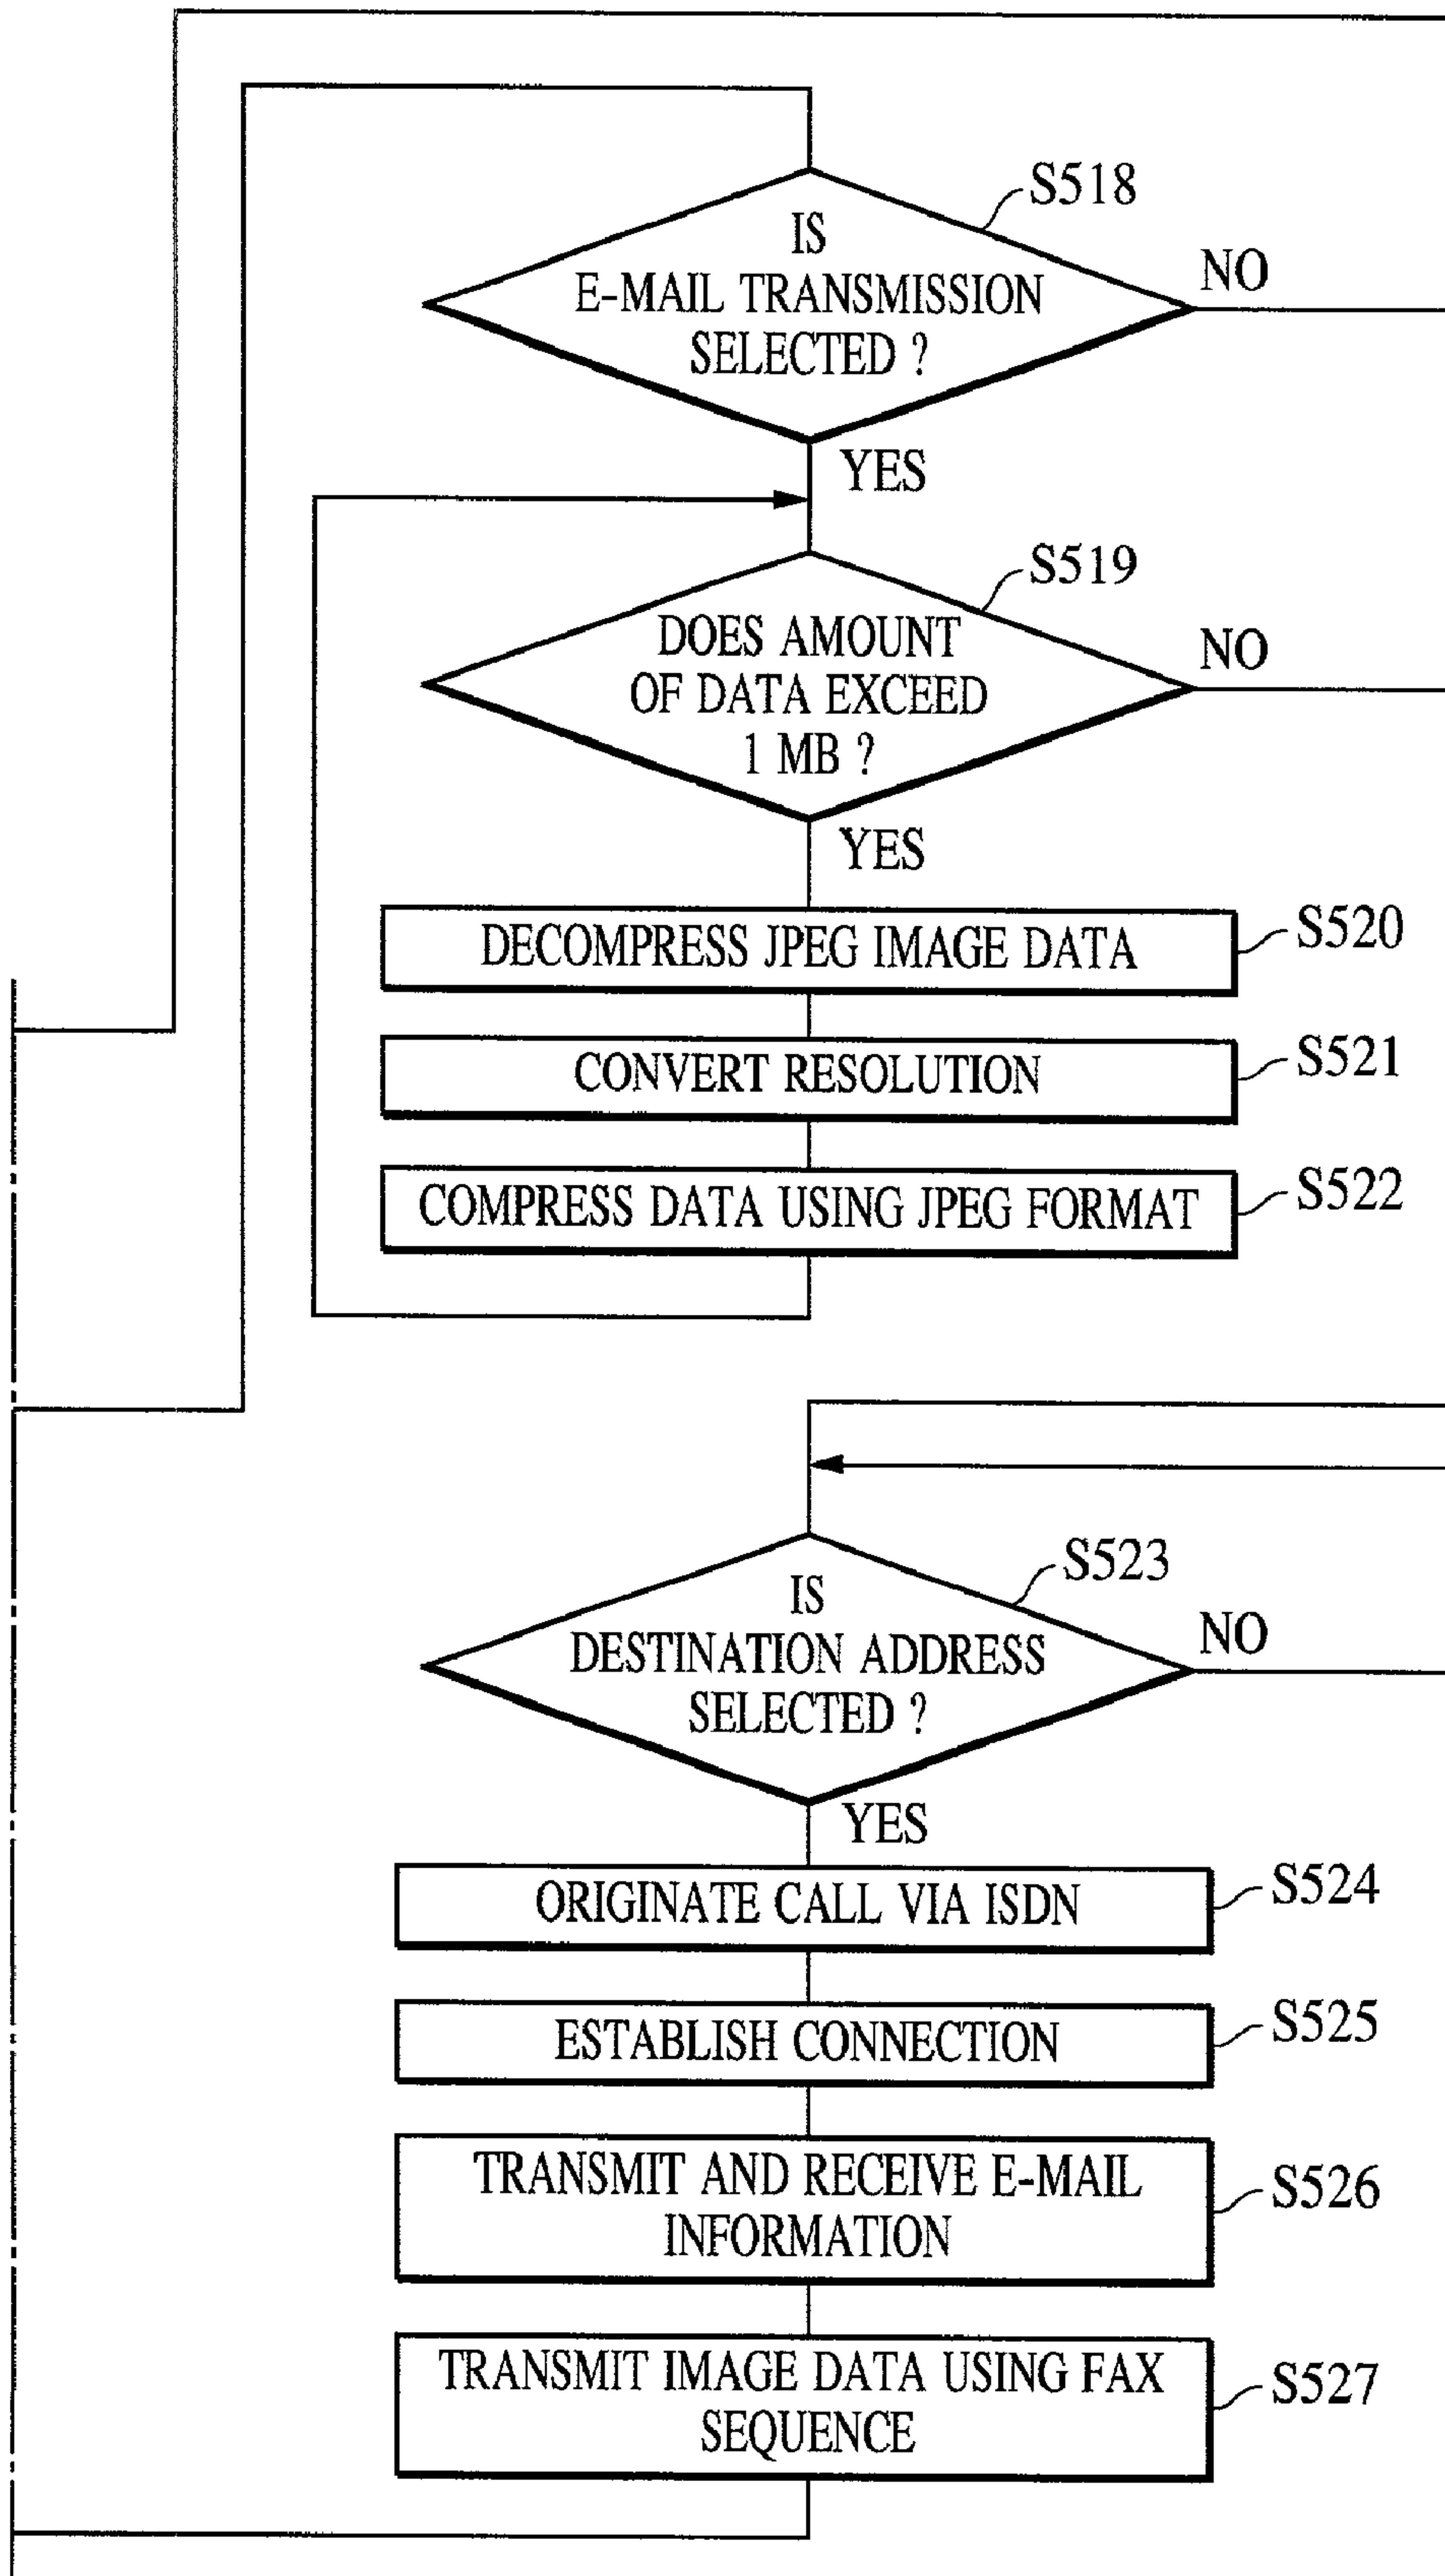 S518
IS
E-MAIL TRANSMISSION
SELECTED ?
NO
YES
S519
DOES AMOUNT
OF DATA EXCEED
1 MB ?
NO
YES
DECOMPRESS JPEG IMAGE DATA
S520
CONVERT RESOLUTION
S521
COMPRESS DATA USING JPEG FORMAT
S522
S523
IS
DESTINATION ADDRESS
SELECTED ?
NO
YES
ORIGINATE CALL VIA ISDN
S524
ESTABLISH CONNECTION
S525
TRANSMIT AND RECEIVE E-MAIL
INFORMATION
S526
TRANSMIT IMAGE DATA USING FAX
SEQUENCE
S527